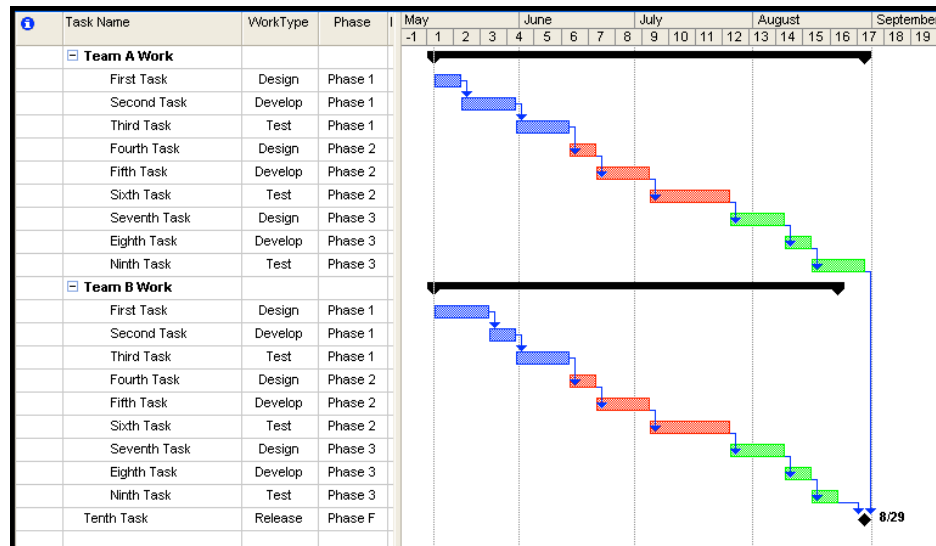 Task Name WorkType Phase I May June July August September
-1 1 2 3 4 5 6 7 8 9 10 11 12 13 14 15 16 17 18 19
Team A Work
First Task Design Phase 1
Second Task Develop Phase 1
Third Task Test Phase 1
Fourth Task Design Phase 2
Fifth Task Develop Phase 2
Sixth Task Test Phase 2
Seventh Task Design Phase 3
Eighth Task Develop Phase 3
Ninth Task Test Phase 3
Team B Work
First Task Design Phase 1
Second Task Develop Phase 1
Third Task Test Phase 1
Fourth Task Design Phase 2
Fifth Task Develop Phase 2
Sixth Task Test Phase 2
Seventh Task Design Phase 3
Eighth Task Develop Phase 3
Ninth Task Test Phase 3
Tenth Task Release Phase F 8/29